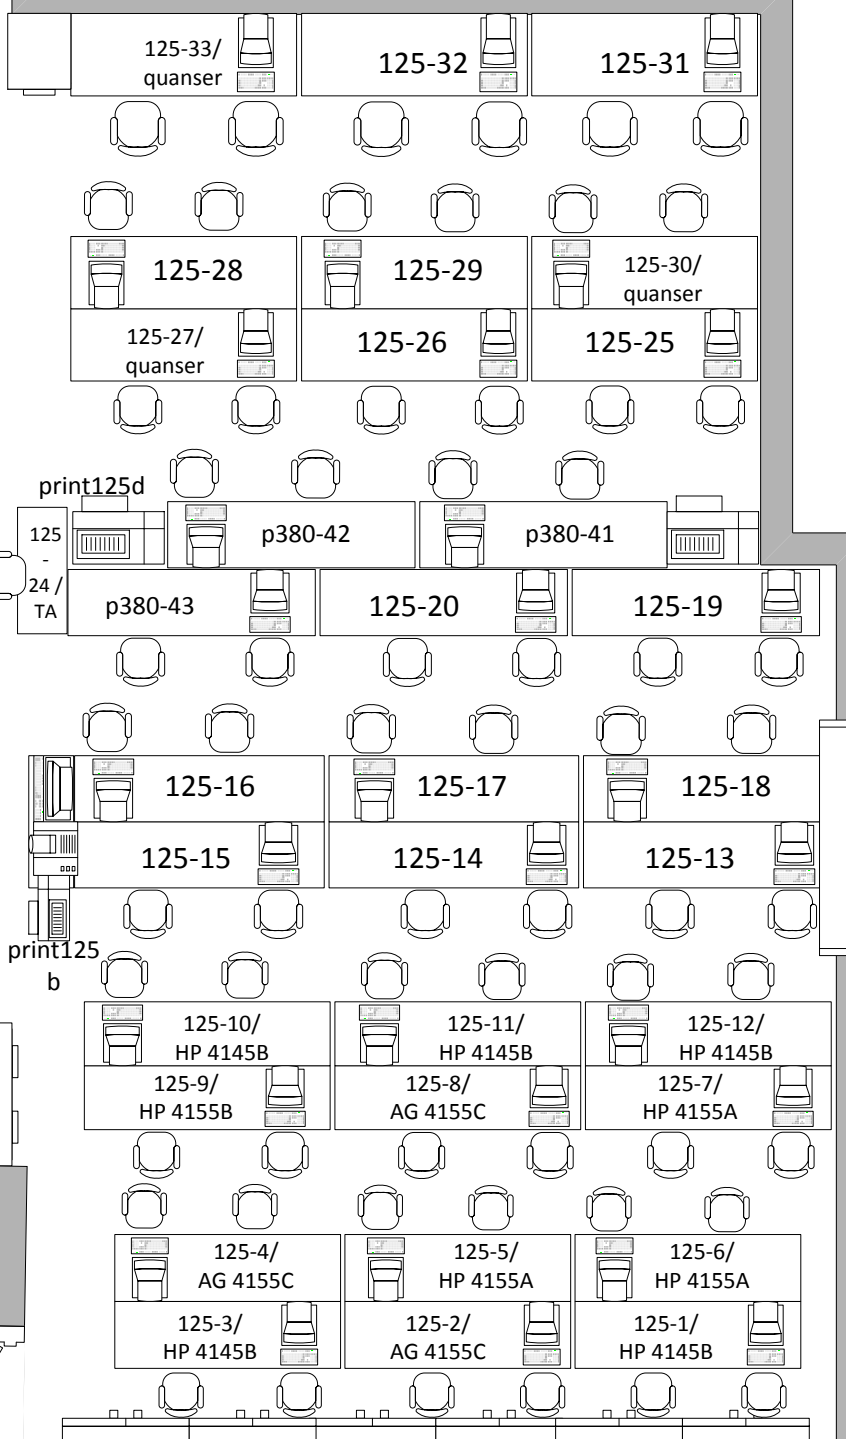 125-33/
quanser
125-32
125-31
125-28
125-29
125-30/
quanser
125-27/
quanser
125-26
125-25
print125d
125
-
24 /
TA
p380-42
p380-41
p380-43
125-20
125-19
125-16
125-17
125-18
125-15
125-14
125-13
print125
b
125-10/
HP 4145B
125-11/
HP 4145B
125-12/
HP 4145B
125-9/
HP 4155B
125-8/
AG 4155C
125-7/
HP 4155A
125-4/
AG 4155C
125-5/
HP 4155A
125-6/
HP 4155A
125-3/
HP 4145B
125-2/
AG 4155C
125-1/
HP 4145B